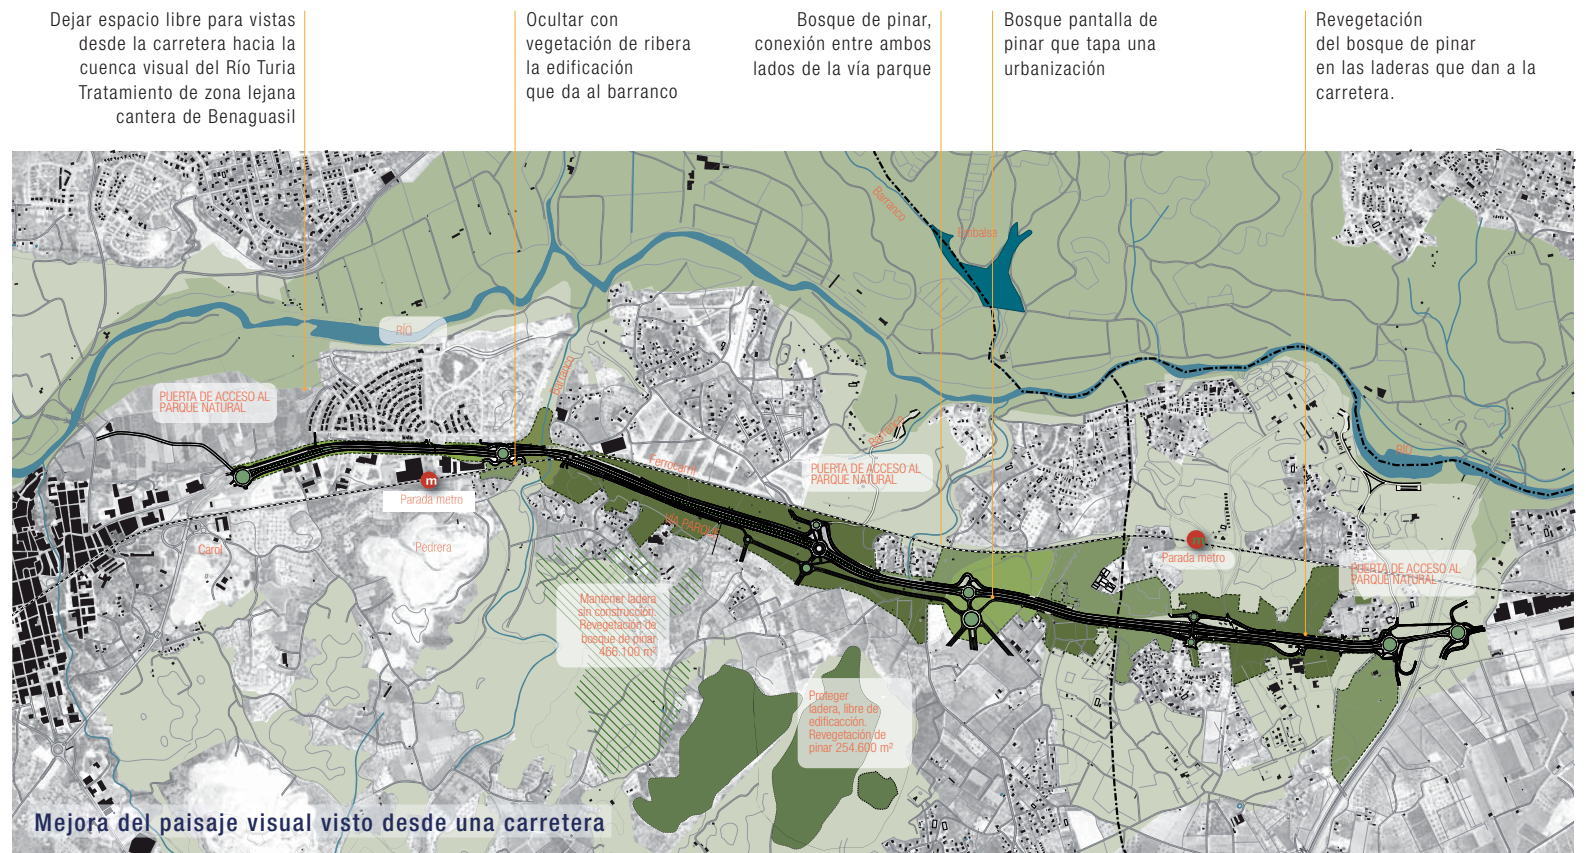 Dejar espacio libre para vistas
desde la carretera hacia la
cuenca visual del Río Turia
Tratamiento de zona lejana
cantera de Benaguasil
Ocultar con
vegetación de ribera
la edificación
que da al barranco
Bosque de pinar,
conexión entre ambos
lados de la vía parque
Bosque pantalla de
pinar que tapa una
urbanización
Revegetación
del bosque de pinar
en las laderas que dan a la
carretera.
Barranco
Embalse
RÍO
Barranco
PUERTA DE ACCESO AL
PARQUE NATURAL
Barranco
RÍO
Ferrocarril
PUERTA DE ACCESO AL
PARQUE NATURAL
m
Parada metro
VÍA PARQUE
Carol
Pedrera
m
Parada metro
PUERTA DE ACCESO AL
PARQUE NATURAL
Mantener ladera
sin construcción.
Revegetación de
bosque de pinar
466.100 m²
Proteger
ladera, libre de
edificacción.
Revegetación de
pinar 254.600 m²
Mejora del paisaje visual visto desde una carretera